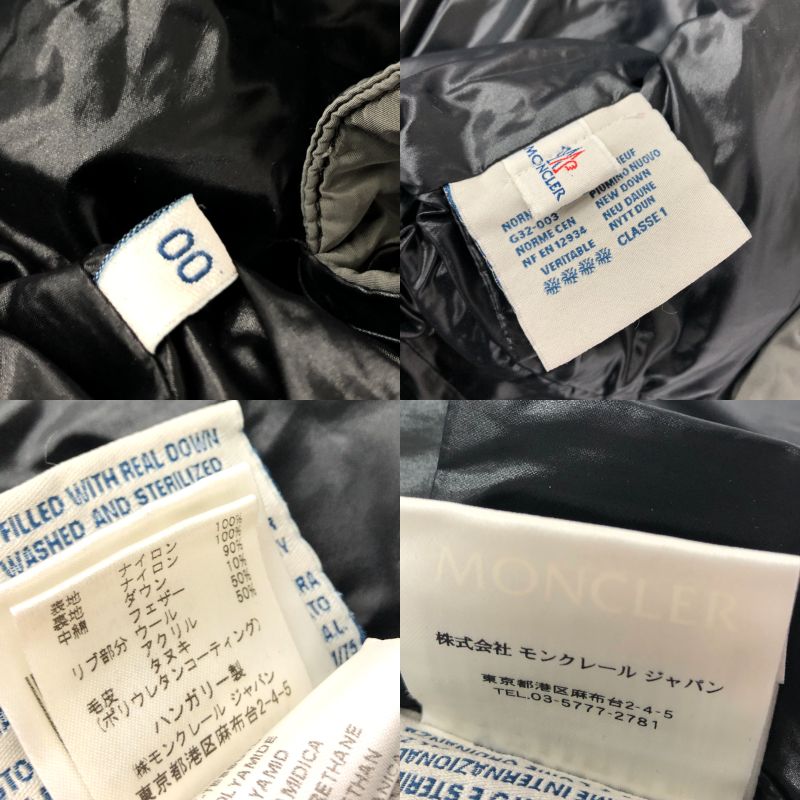 00
MONCLER
NORM
G32-003
NORME CEN
NF EN 12934
VERITABLE
NEUF
PIUMINO NUOVO
NEW DOWN
NEU DAUNE
NYTT DUN
CLASSE 1
FILLED WITH REAL DOWN
WASHED AND STERILIZED
表地 ナイロン 100%
裏地 ナイロン 100%
中綿 ダウン 90%
フェザー 10%
リブ部分 ウール 50%
アクリル 50%
毛皮 タヌキ
(ポリウレタンコーティング)
ハンガリー製
㈱モンクレール ジャパン
東京都港区麻布台2-4-5
MONCLER
株式会社 モンクレール ジャパン
東京都港区麻布台2-4-5
TEL.03-5777-2781